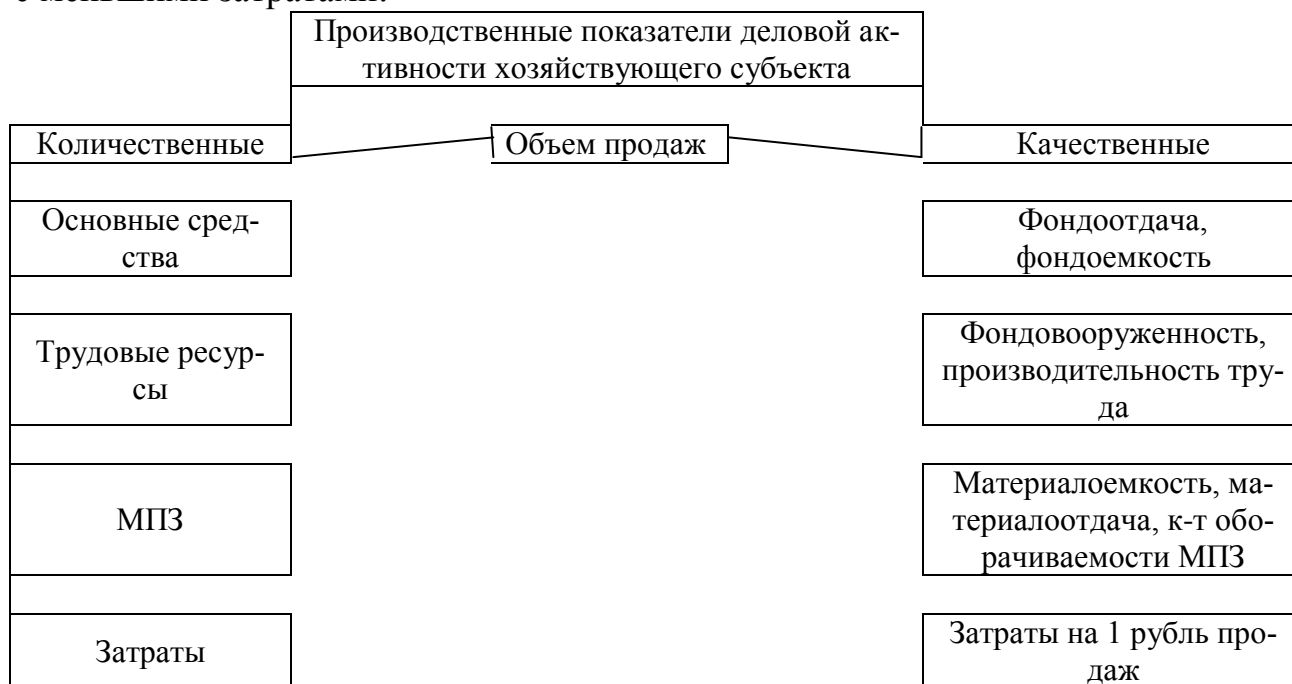 с меньшими затратами.
Производственные показатели деловой ак-
тивности хозяйствующего субъекта
Количественные
Объем продаж
Качественные
Основные сред-
ства
Фондоотдача,
фондоемкость
Трудовые ресур-
сы
Фондовооруженность,
производительность тру-
да
МПЗ
Материалоемкость, ма-
териалоотдача, к-т обо-
рачиваемости МПЗ
Затраты
Затраты на 1 рубль про-
даж